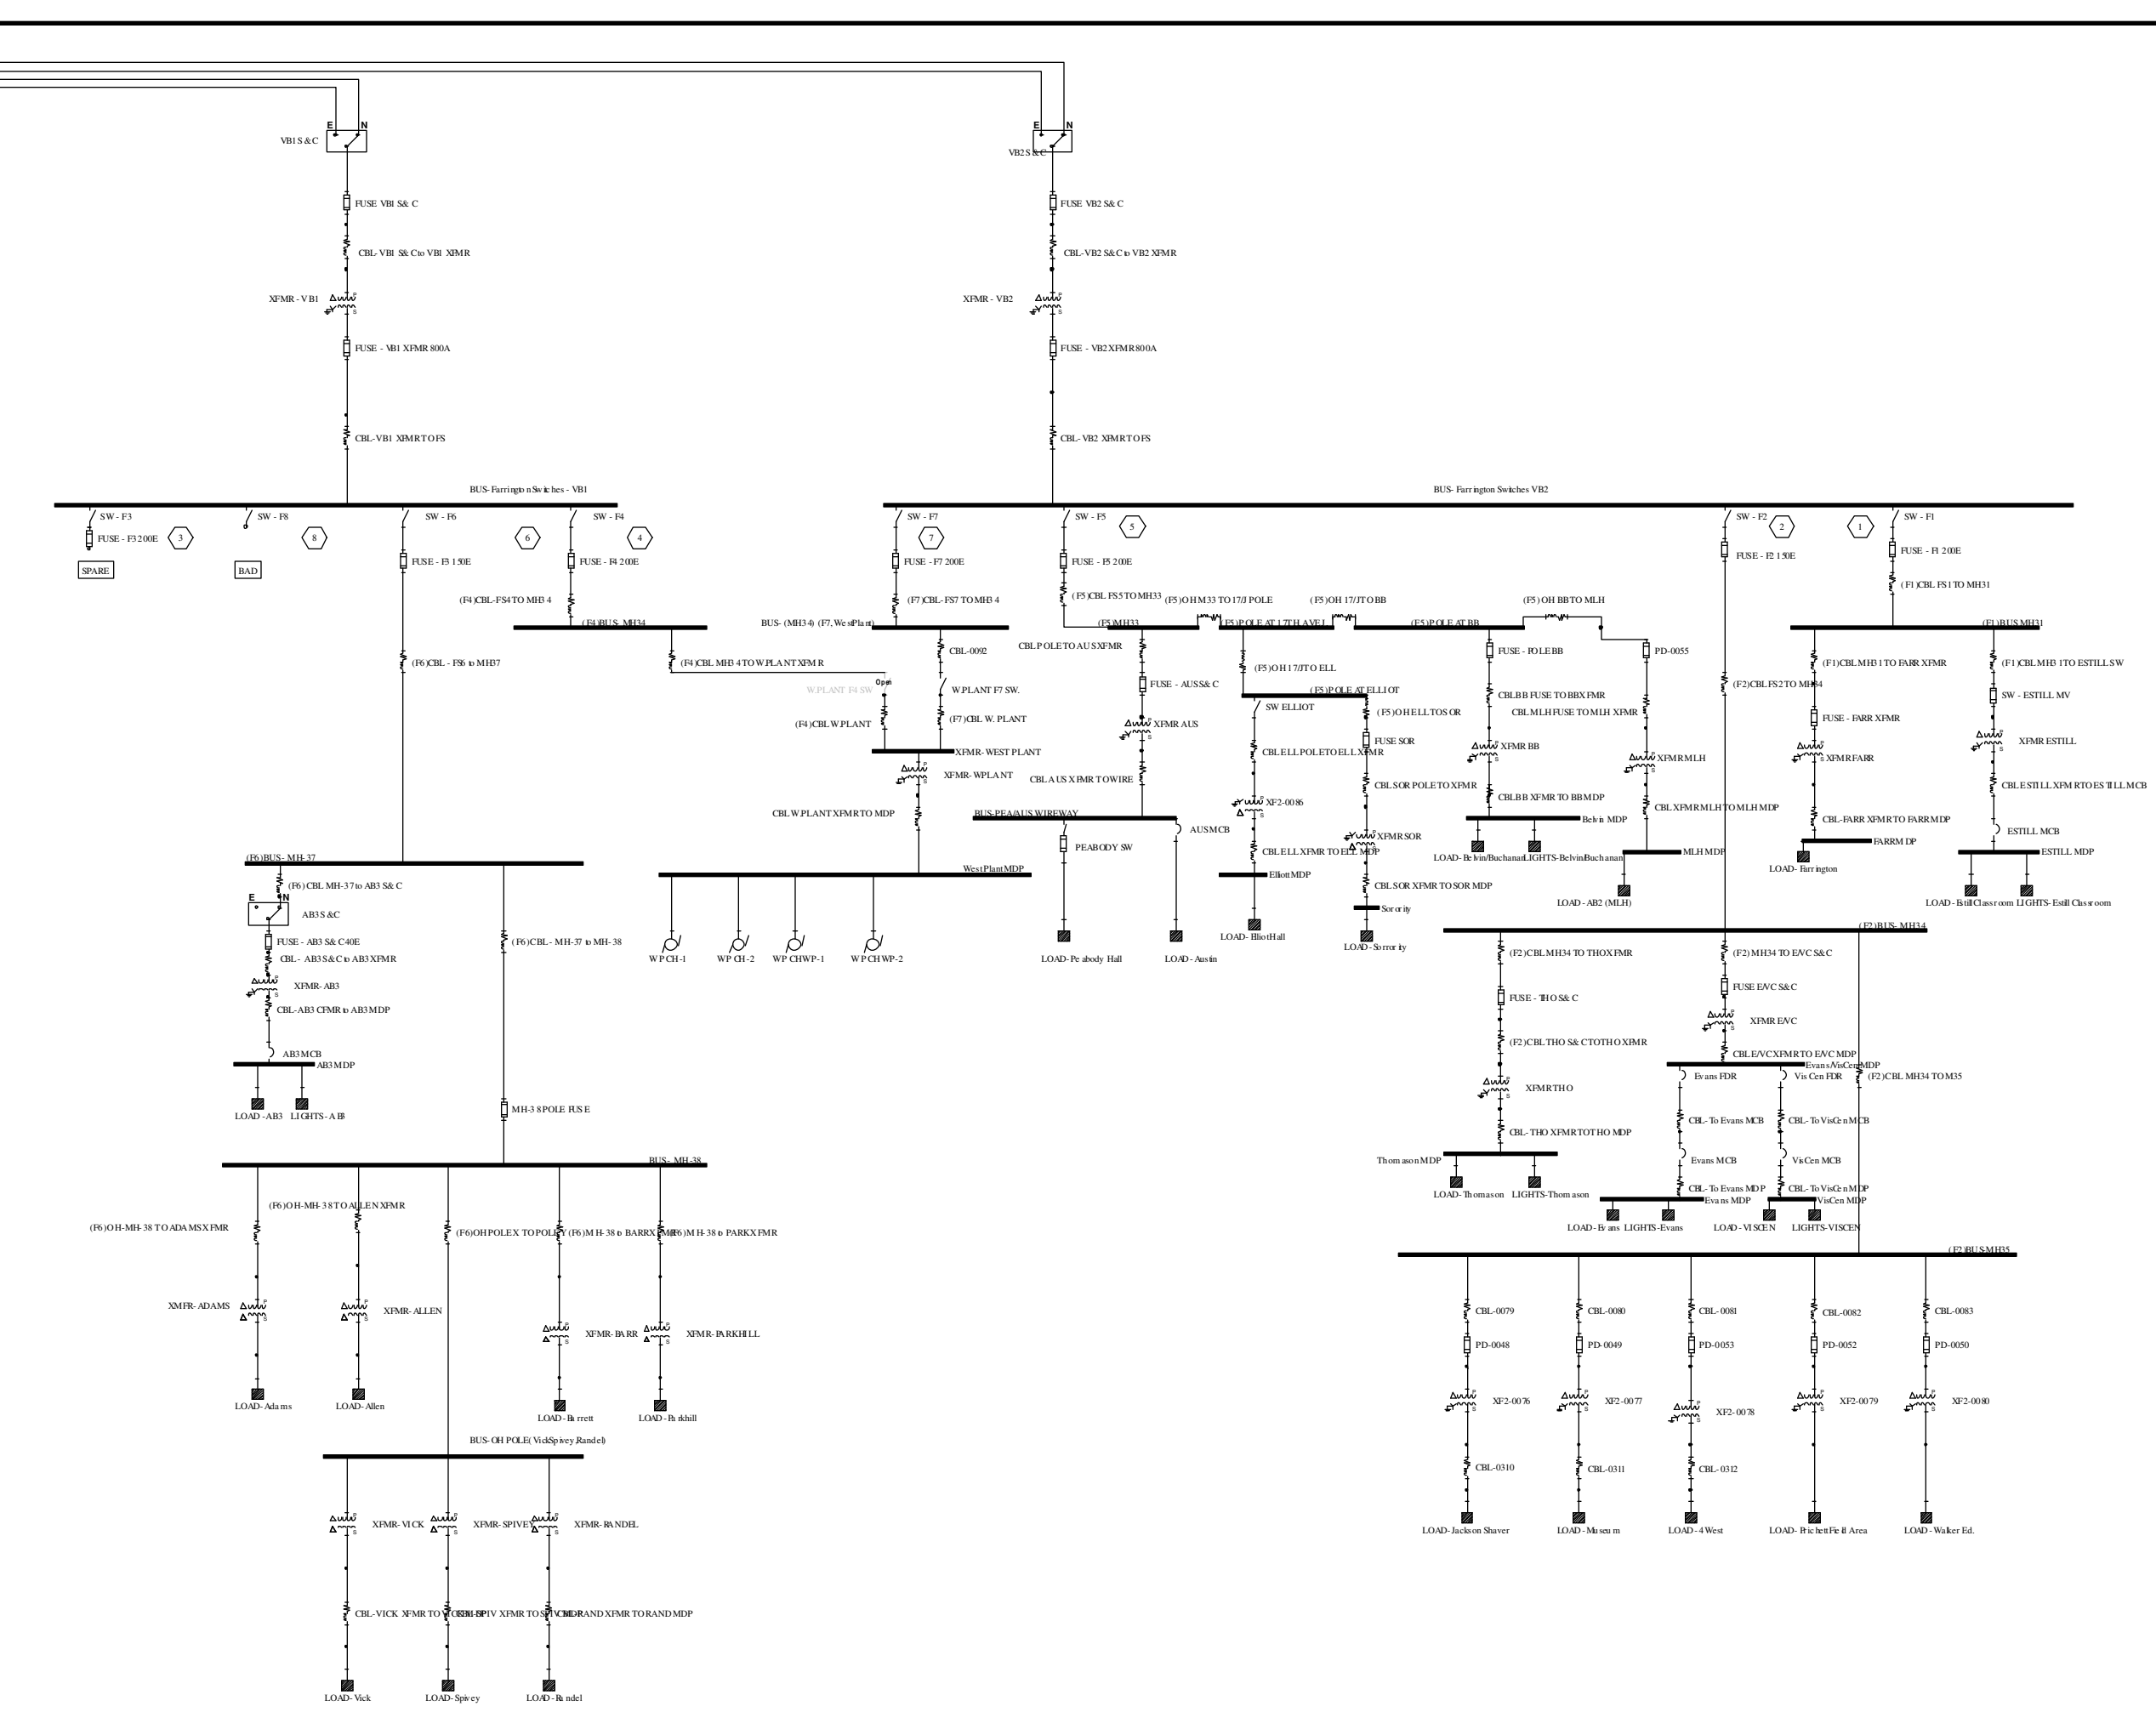 E N
VB1 S & C
E N
VB2 S & C
FUSE VB1 S & C
FUSE VB2 S & C
CBL- VB1 S& C to VB1 XFMR
CBL- VB2 S&C to VB2 XFMR
XFMR - VB1
P
S
XFMR - VB2
P
S
FUSE - VB1 XFMR 800A
FUSE - VB2 XFMR 800A
CBL-VB1 XFMR TO FS
CBL- VB2 XFMR TO FS
BUS- Farrington Switches - VB1
BUS- Farrington Switches VB2
SW - F3
SW - F8
SW - F6
SW - F4
SW - F7
SW - F5
SW - F2
SW - F1
FUSE - F3 200E
3
8
6
4
7
5
2
1
SPARE
BAD
FUSE - F3 150E
FUSE - F4 200E
FUSE - F7 200E
FUSE - F5 200E
FUSE - F2 150E
FUSE - F1 200E
(F4)CBL-FS4 TO MH34
(F7)CBL-FS7 TO MH34
(F5)CBL FS5 TO MH33
(F5)OH M33 TO 17/J POLE
(F5)OH 17/JT O BB
(F5)OH BB TO MLH
(F1)CBL FS1 TO MH31
(F4)BUS- MH34
BUS- (MH34) (F7, WestPlant)
(F5)MH33
(F5)POLE AT 17TH, AVE J
(F5)POLE AT BB
(F1)BUS MH31
(F6)CBL - FS6 to MH37
(F4)CBL MH34 TO W.PLANT XFMR
CBL-0092
CBL POLE TO AUS XFMR
(F5)OH 17/JT O ELL
FUSE - POLE BB
PD-0055
(F2)CBL FS2 TO MH34
(F1)CBL MH31 TO FARR XFMR
(F1)CBL MH31 TO ESTILL SW
Open
W.PLANT F4 SW
W.PLANT F7 SW.
FUSE - AUS S& C
(F5)POLE AT ELLIOT
CBL BB FUSE TO BB XFMR
CBL MLH FUSE TO MLH XFMR
SW - ESTILL MV
(F4)CBL W.PLANT
(F7)CBL W. PLANT
XFMR AUS
P
S
SW ELLIOT
(F5)OH ELL TO SOR
FUSE - FARR XFMR
FUSE SOR
XFMR ESTILL
P
S
XFMR- WEST PLANT
CBL ELL POLE TO ELL XFMR
XFMR BB
P
S
XFMR MLH
P
S
XFMR FARR
P
S
XFMR- WPLANT
P
S
CBL AUS XFMR TO WIRE
CBL SOR POLE TO XFMR
CBL BB XFMR TO BB MDP
CBL XFMR MLH TO MLH MDP
CBL ESTILL XFMR TO ESTILL MCB
XF2-0086
P
S
CBL W.PLANT XFMR TO MDP
BUS-PEA/AUS WIREWAY
Belvin MDP
CBL- FARR XFMR TO FARR MDP
AUS MCB
ESTILL MCB
XFMR SOR
P
S
PEABODY SW
CBL ELL XFMR TO ELL MDP
LOAD- Belvin/Buchanan
LIGHTS-Belvin/Buchanan
MLH MDP
FARR MDP
ESTILL MDP
(F6)BUS - MH-37
West Plant MDP
Elliott MDP
LOAD- Farrington
(F6) CBL MH-37 to AB3 S& C
CBL SOR XFMR TO SOR MDP
E N
AB3 S &C
Sorority
LOAD- AB2 (MLH)
LOAD- Estill Classroom
LIGHTS- Estill Classroom
FUSE - AB3 S& C 40E
(F6)CBL - MH-37 to MH-38
LOAD- Elliot Hall
LOAD- Sorrority
(F2)BUS- MH34
CBL - AB3 S&C to AB3 XFMR
WP CH-1
WP CH-2
WP CHWP-1
WP CHWP-2
LOAD- Peabody Hall
LOAD- Austin
(F2)CBL MH34 TO THO XFMR
(F2) MH34 TO E/VC S&C
XFMR- AB3
P
S
FUSE E/VC S&C
FUSE - THO S& C
CBL-AB3 CFMR to AB3 MDP
XFMR E/VC
P
S
(F2)CBL THO S& C TO THO XFMR
AB3 MCB
CBL E/VC XFMR TO E/VC MDP
AB3 MDP
Evans/VisCen MDP
Evans FDR
Vis Cen FDR
(F2)CBL MH34 TO M35
XFMR THO
P
S
LOAD - AB3
LIGHTS - AB3
MH-38 POLE FUSE
CBL- To Evans MCB
CBL- To VisCen MCB
CBL- THO XFMR TO THO MDP
BUS- MH-38
Thomason MDP
Evans MCB
VisCen MCB
LOAD- Thomason
LIGHTS-Thomason
CBL- To Evans MDP
CBL- To VisCen MDP
Evans MDP
VisCen MDP
(F6)OH-MH-38 TO ALLEN XFMR
(F6)OH-MH-38 TO ADAMS XFMR
(F6)OH POLE X TO POLE Y
(F6)MH-38 to BARR XFMR
(F6)MH-38 to PARK XFMR
LOAD- Evans
LIGHTS-Evans
LOAD- VISCEN
LIGHTS-VISCEN
(F2)BUS-MH35
XMFR-ADAMS
P
S
XFMR-ALLEN
P
S
XFMR-BARR
P
S
XFMR-PARKHILL
P
S
CBL-0079
CBL-0080
CBL-0081
CBL-0082
CBL-0083
PD-0048
PD-0049
PD-0053
PD-0052
PD-0050
LOAD-Adams
LOAD-Allen
LOAD- Barrett
LOAD-Parkhill
XF2-0076
P
S
XF2-0077
P
S
XF2-0078
P
S
XF2-0079
P
S
XF2-0080
P
S
BUS- OH POLE( VickSpivey,Randel)
CBL-0310
CBL-0311
CBL-0312
XFMR-VICK
P
S
XFMR-SPIVEY
P
S
XFMR-RANDEL
P
S
LOAD-Jackson Shaver
LOAD-Museum
LOAD-4West
LOAD- Prichett Field Area
LOAD-Walker Ed.
CBL-VICK XFMR TO VICK MDP
CBL-SPIV XFMR TO SPIV MDP
CBL-RAND XFMR TO RAND MDP
LOAD-Vick
LOAD-Spivey
LOAD-Randel